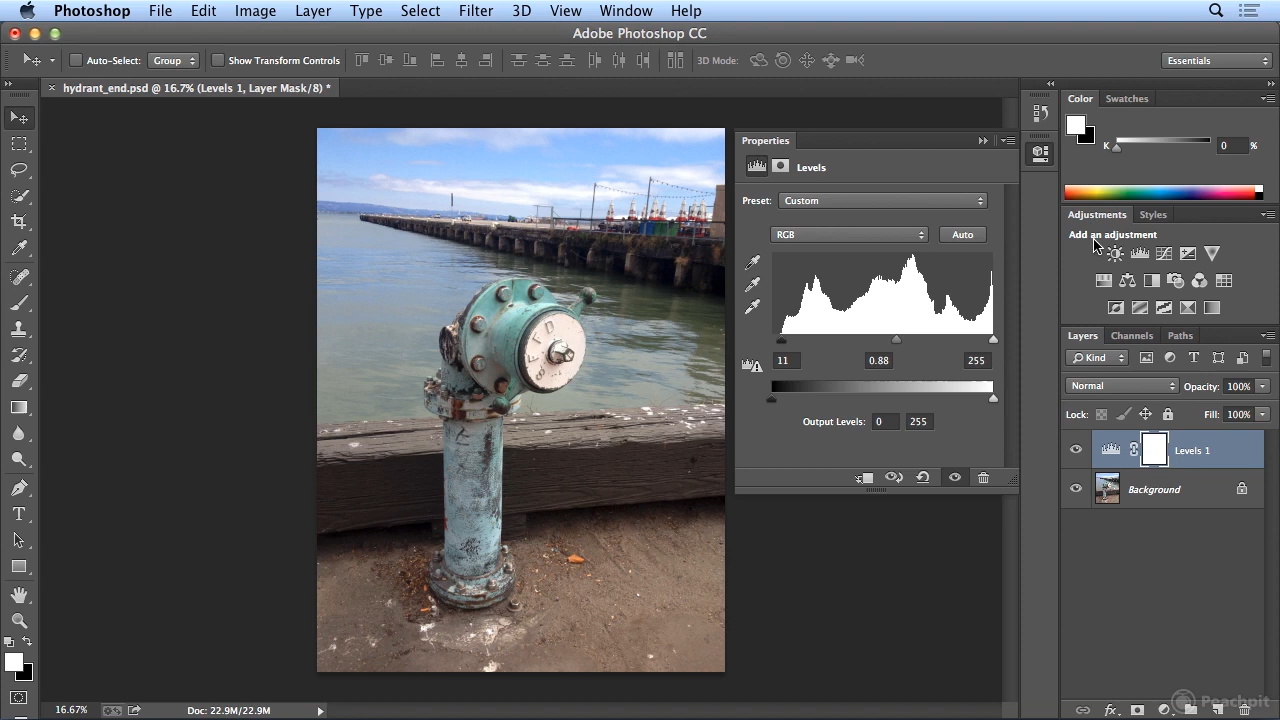 Photoshop File Edit Image Layer Type Select Filter 3D View Window Help
Adobe Photoshop CC
Auto-Select: Group Show Transform Controls 3D Mode: Essentials
hydrant_end.psd @ 16.7% (Levels 1, Layer Mask/8) *
Color Swatches
K 0 %
Properties
Levels
Preset: Custom
RGB Auto
11 0.88 255
Output Levels: 0 255
Adjustments Styles
Add an adjustment
Layers Channels Paths
Kind
Normal Opacity: 100%
Lock: Fill: 100%
Levels 1
Background
16.67% Doc: 22.9M/22.9M
Peachpit